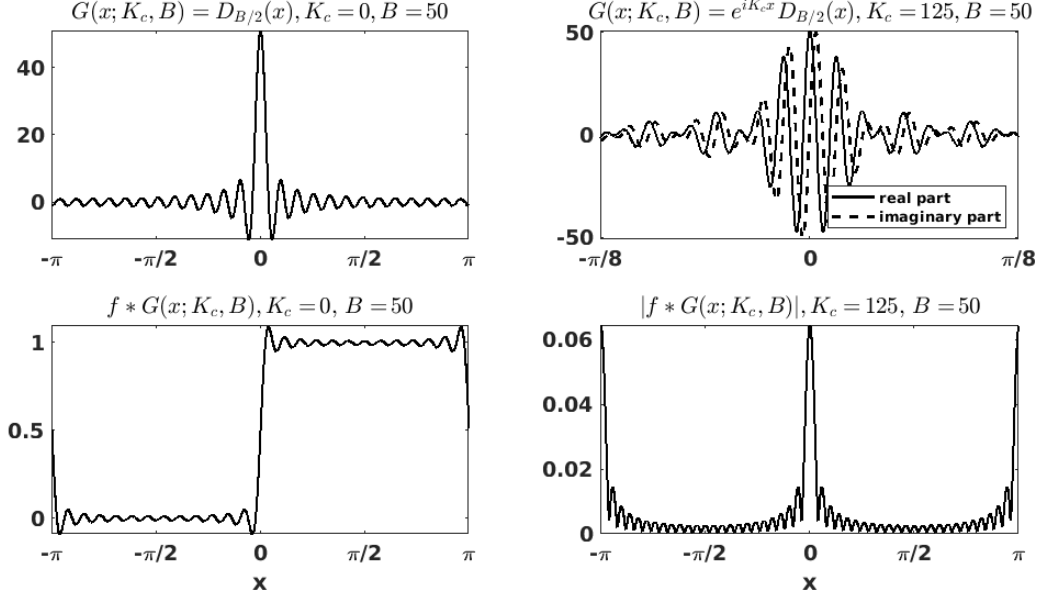 G(x; K_c, B) = D_{B/2}(x), K_c = 0, B = 50
40
20
0
-π
-π/2
0
π/2
π
G(x; K_c, B) = e^{iK_c x} D_{B/2}(x), K_c = 125, B = 50
50
0
-50
real part
imaginary part
-π/8
0
π/8
f * G(x; K_c, B), K_c = 0, B = 50
1
0.5
0
-π
-π/2
0
π/2
π
x
|f * G(x; K_c, B)|, K_c = 125, B = 50
0.06
0.04
0.02
0
-π
-π/2
0
π/2
π
x